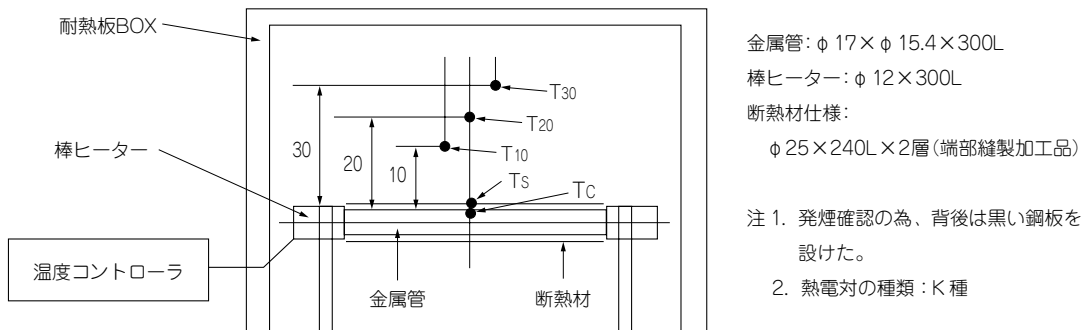 耐熱板BOX
棒ヒーター
温度コントローラ
30
20
10
T30
T20
T10
TS
TC
金属管
断熱材
金属管:φ17×φ15.4×300L
棒ヒーター:φ12×300L
断熱材仕様:
φ25×240L×2層(端部縫製加工品)
注 1. 発煙確認の為、背後は黒い鋼板を
設けた。
2. 熱電対の種類:K種